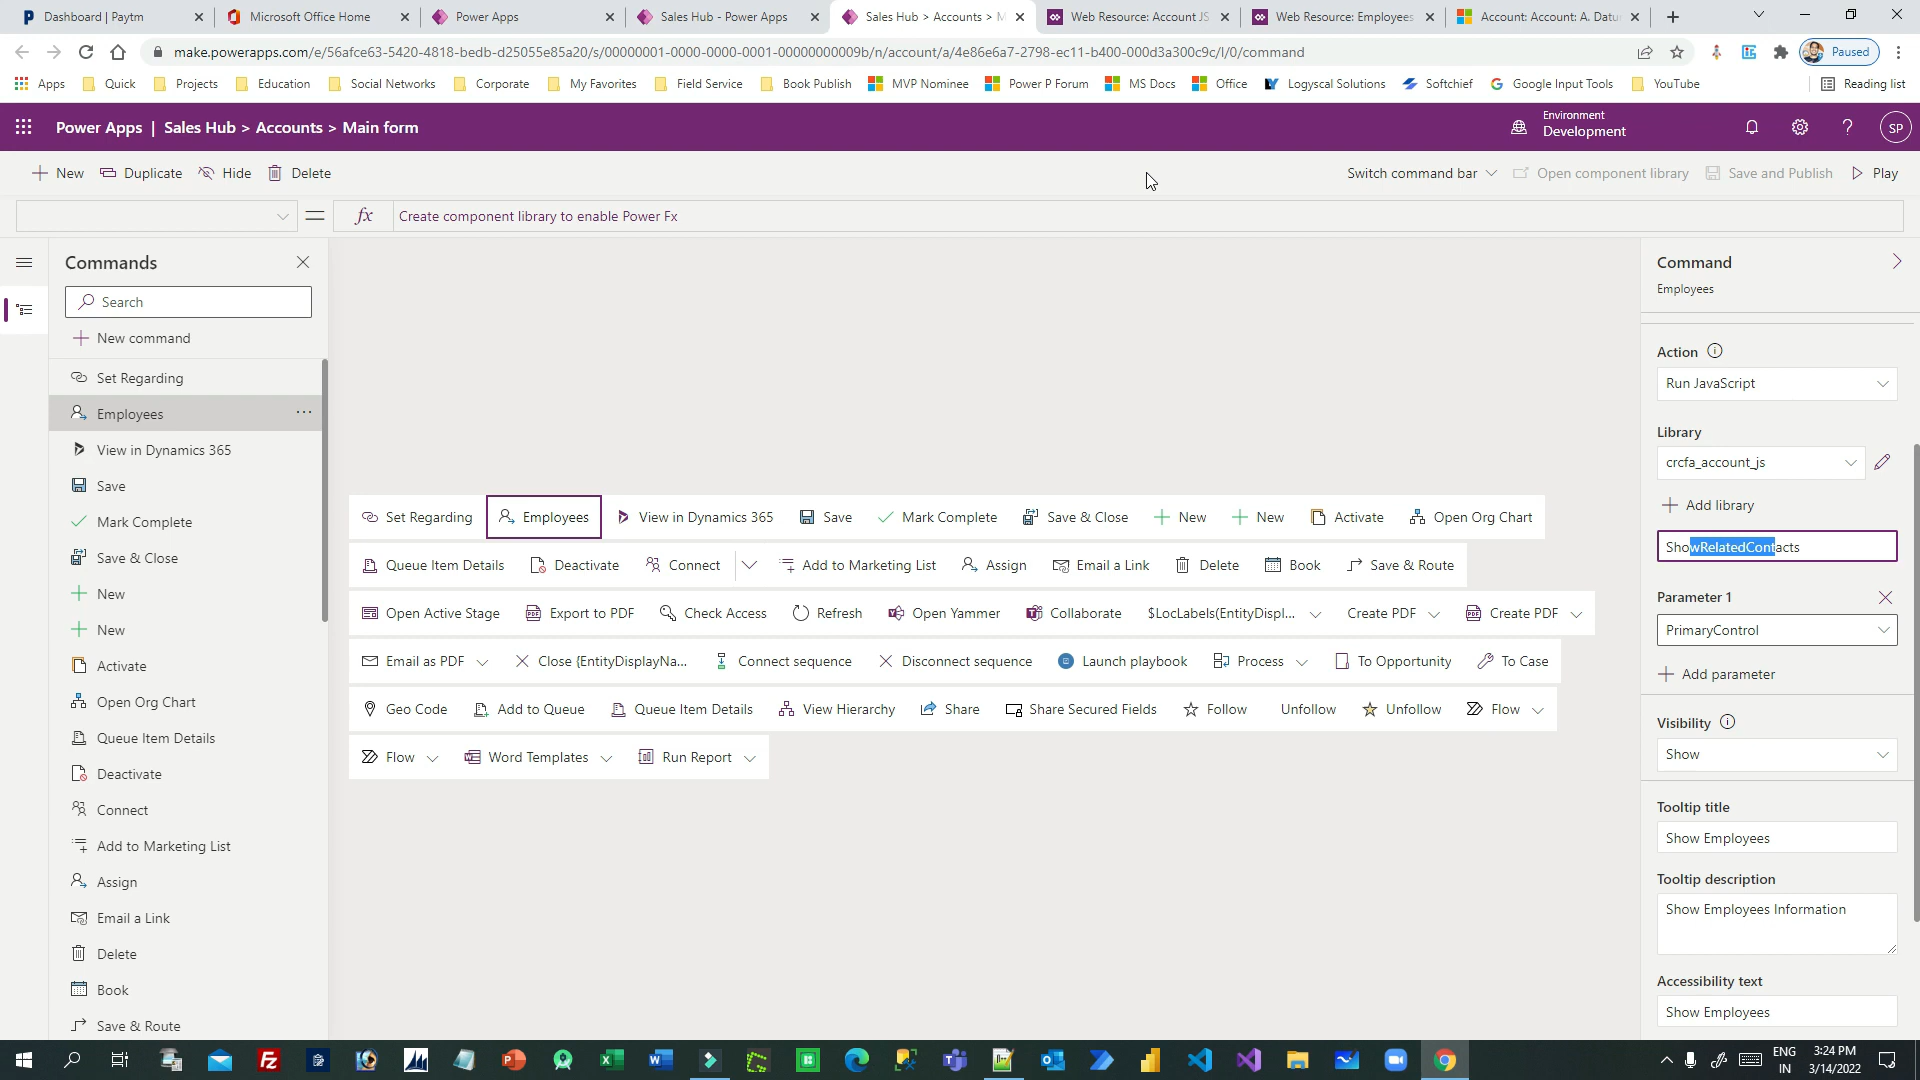 Dashboard | Paytm
Microsoft Office Home
Power Apps
Sales Hub - Power Apps
Sales Hub > Accounts > M
Web Resource: Account JS
Web Resource: Employees
Account: Account: A. Datu
make.powerapps.com/e/56afce63-5420-4818-bedb-d25055e85a20/s/00000001-0000-0000-0001-00000000009b/n/account/a/4e86e6a7-2798-ec11-b400-000d3a300c9c/l/0/command
Paused
Apps
Quick
Projects
Education
Social Networks
Corporate
My Favorites
Field Service
Book Publish
MVP Nominee
Power P Forum
MS Docs
Office
Logyscal Solutions
Softchief
Google Input Tools
YouTube
Reading list
Power Apps | Sales Hub > Accounts > Main form
Environment
Development
SP
New
Duplicate
Hide
Delete
Switch command bar
Open component library
Save and Publish
Play
= fx
Create component library to enable Power Fx
Commands
Search
New command
Set Regarding
Employees
View in Dynamics 365
Save
Mark Complete
Save & Close
New
New
Activate
Open Org Chart
Queue Item Details
Deactivate
Connect
Add to Marketing List
Assign
Email a Link
Delete
Book
Save & Route
Set Regarding Employees View in Dynamics 365 Save Mark Complete Save & Close New New Activate Open Org Chart
Queue Item Details Deactivate Connect Add to Marketing List Assign Email a Link Delete Book Save & Route
Open Active Stage Export to PDF Check Access Refresh Open Yammer Collaborate $LocLabels(EntityDispl... Create PDF Create PDF
Email as PDF Close {EntityDisplayNa... Connect sequence Disconnect sequence Launch playbook Process To Opportunity To Case
Geo Code Add to Queue Queue Item Details View Hierarchy Share Share Secured Fields Follow Unfollow Unfollow Flow
Flow Word Templates Run Report
Command
Employees
Action
Run JavaScript
Library
crcfa_account_js
Add library
ShowRelatedContacts
Parameter 1
PrimaryControl
Add parameter
Visibility
Show
Tooltip title
Show Employees
Tooltip description
Show Employees Information
Accessibility text
Show Employees
ENG
IN
3:24 PM
3/14/2022